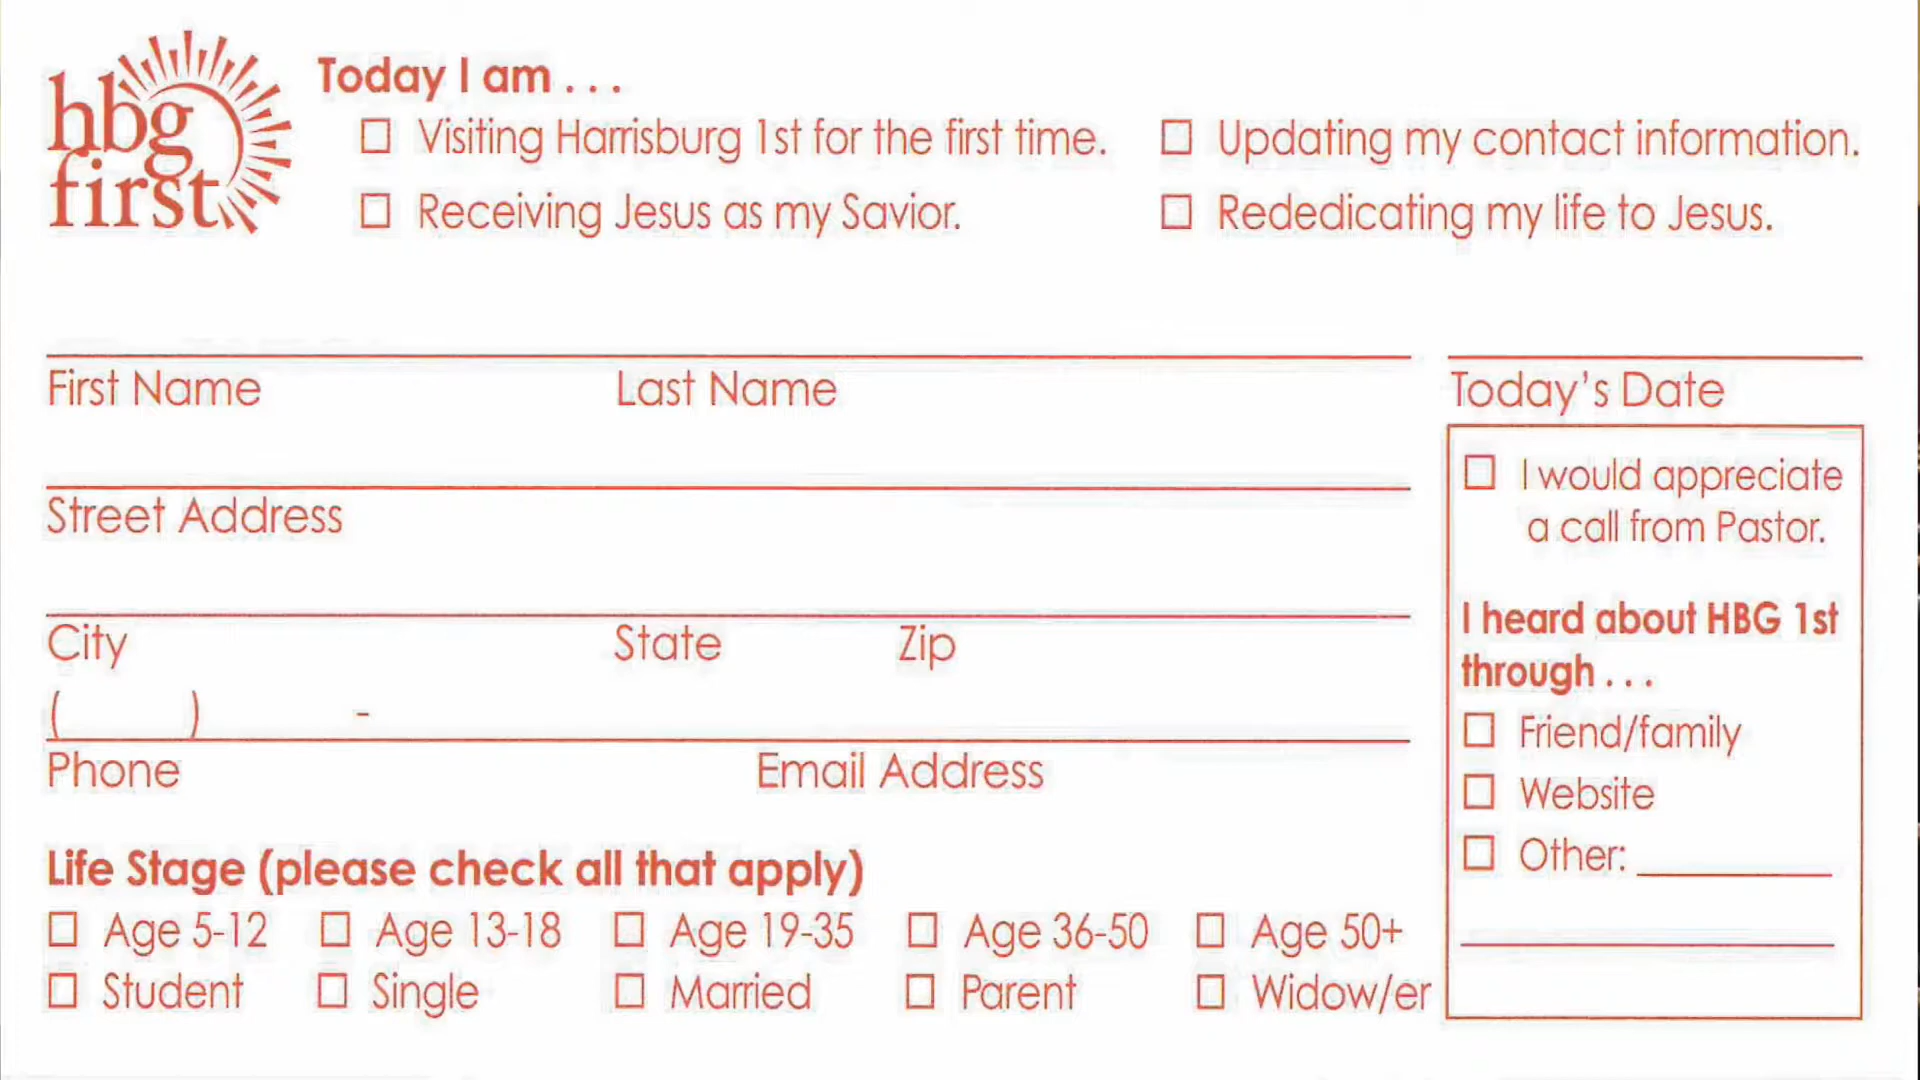 hbg
first
Today I am . . .
☐ Visiting Harrisburg 1st for the first time. ☐ Updating my contact information.
☐ Receiving Jesus as my Savior. ☐ Rededicating my life to Jesus.
First Name Last Name Today's Date
Street Address
City State Zip
( ) -
Phone Email Address
☐ I would appreciate
a call from Pastor.
I heard about HBG 1st
through . . .
☐ Friend/family
☐ Website
☐ Other:
Life Stage (please check all that apply)
☐ Age 5-12 ☐ Age 13-18 ☐ Age 19-35 ☐ Age 36-50 ☐ Age 50+
☐ Student ☐ Single ☐ Married ☐ Parent ☐ Widow/er